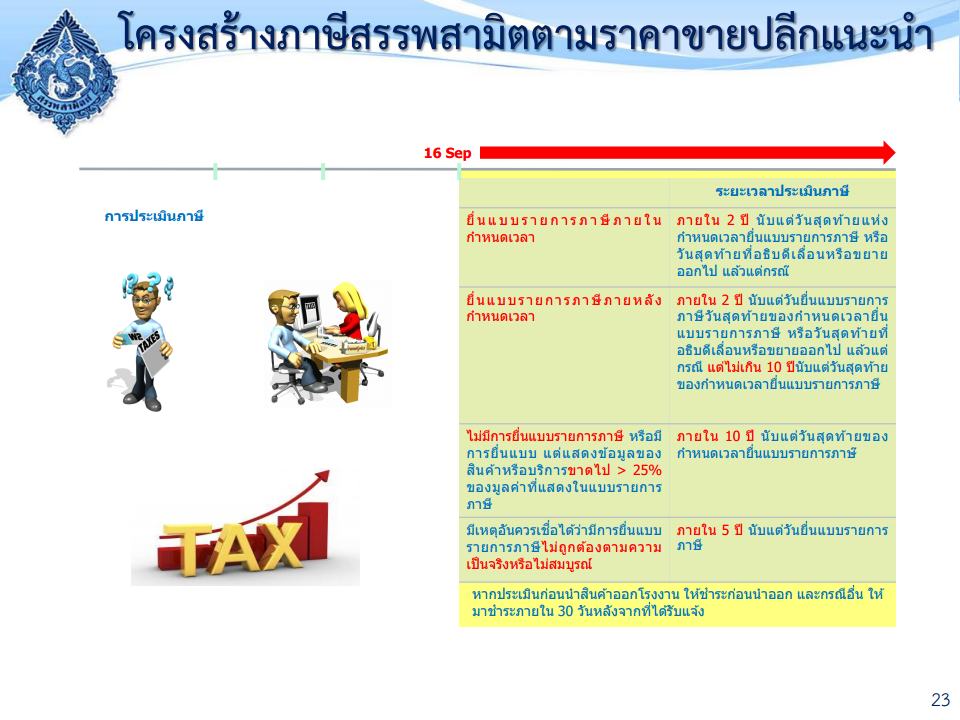 โครงสร้างภาษีสรรพสามิตตามราคาขายปลีกแนะนำ
สรรพสามิต
16 Sep
การประเมินภาษี
TAXES
TAX
ระยะเวลาประเมินภาษี
ยื่นแบบรายการภาษีภายใน
กำหนดเวลา
ภายใน 2 ปี นับแต่วันสุดท้ายแห่ง
กำหนดเวลายื่นแบบรายการภาษี หรือ
วันสุดท้ายที่อธิบดีเลื่อนหรือขยาย
ออกไป แล้วแต่กรณี
ยื่นแบบรายการภาษีภายหลัง
กำหนดเวลา
ภายใน 2 ปี นับแต่วันยื่นแบบรายการ
ภาษีวันสุดท้ายของกำหนดเวลายื่น
แบบรายการภาษี หรือวันสุดท้ายที่
อธิบดีเลื่อนหรือขยายออกไป แล้วแต่
กรณี แต่ไม่เกิน 10 ปีนับแต่วันสุดท้าย
ของกำหนดเวลายื่นแบบรายการภาษี
ไม่มีการยื่นแบบรายการภาษี หรือมี
การยื่นแบบ แต่แสดงข้อมูลของ
สินค้าหรือบริการขาดไป > 25%
ของมูลค่าที่แสดงในแบบรายการ
ภาษี
ภายใน 10 ปี นับแต่วันสุดท้ายของ
กำหนดเวลายื่นแบบรายการภาษี
มีเหตุอันควรเชื่อได้ว่ามีการยื่นแบบ
รายการภาษีไม่ถูกต้องตามความ
เป็นจริงหรือไม่สมบูรณ์
ภายใน 5 ปี นับแต่วันยื่นแบบรายการ
ภาษี
หากประเมินก่อนนำสินค้าออกโรงงาน ให้ชำระก่อนนำออก และกรณีอื่น ให้
มาชำระภายใน 30 วันหลังจากที่ได้รับแจ้ง
23